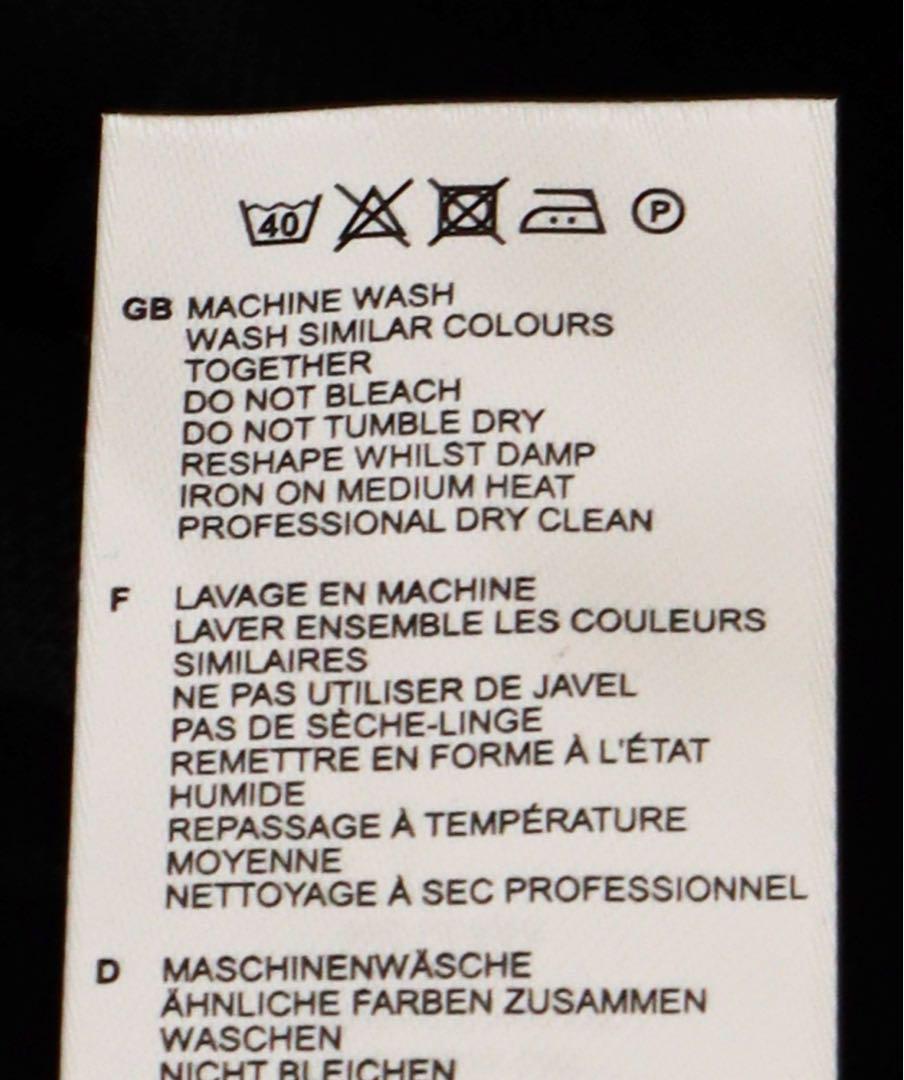 40 P
GB MACHINE WASH
WASH SIMILAR COLOURS
TOGETHER
DO NOT BLEACH
DO NOT TUMBLE DRY
RESHAPE WHILST DAMP
IRON ON MEDIUM HEAT
PROFESSIONAL DRY CLEAN
F LAVAGE EN MACHINE
LAVER ENSEMBLE LES COULEURS
SIMILAIRES
NE PAS UTILISER DE JAVEL
PAS DE SÈCHE-LINGE
REMETTRE EN FORME À L'ÉTAT
HUMIDE
REPASSAGE À TEMPÉRATURE
MOYENNE
NETTOYAGE À SEC PROFESSIONNEL
D MASCHINENWÄSCHE
ÄHNLICHE FARBEN ZUSAMMEN
WASCHEN
NICHT BLEICHEN